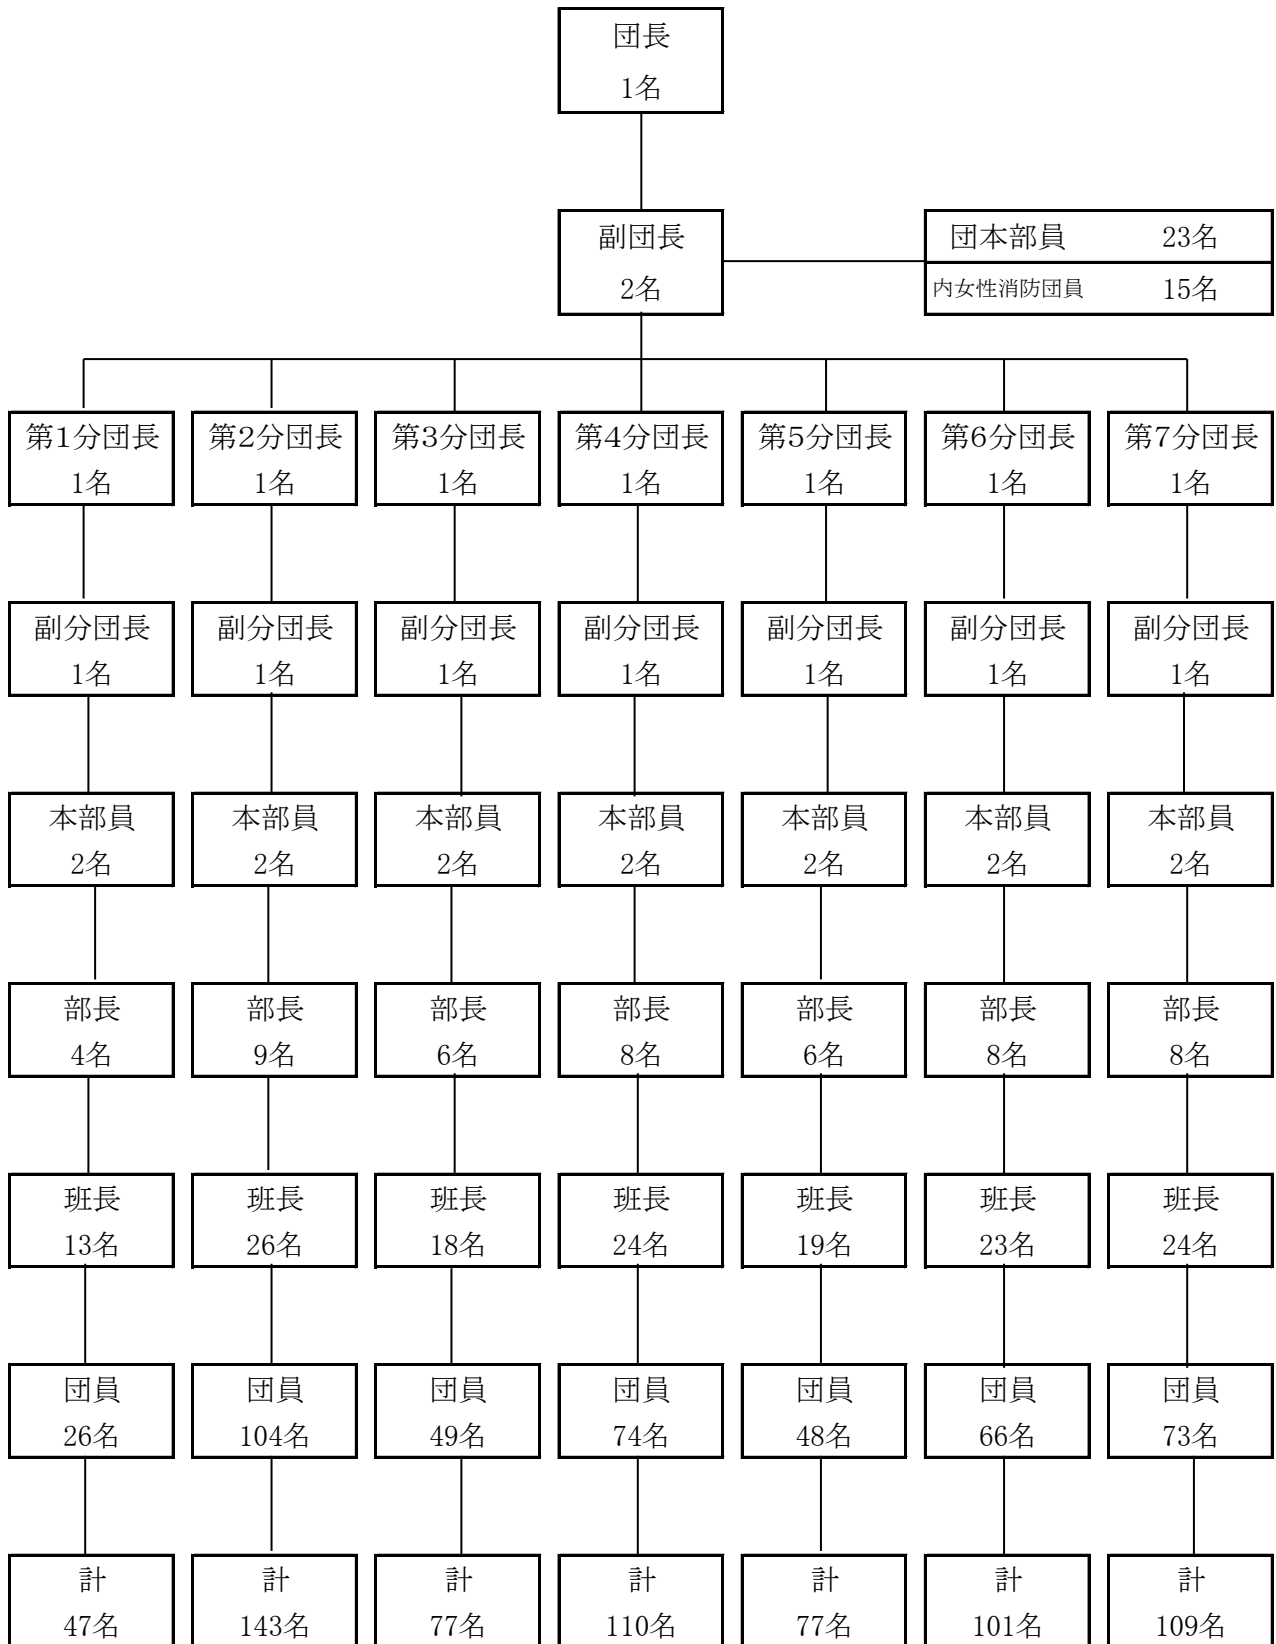 団長
1名
副団長
2名
団本部員 23名
内女性消防団員 15名
第1分団長 第2分団長 第3分団長 第4分団長 第5分団長 第6分団長 第7分団長
1名 1名 1名 1名 1名 1名 1名
副分団長 副分団長 副分団長 副分団長 副分団長 副分団長 副分団長
1名 1名 1名 1名 1名 1名 1名
本部員 本部員 本部員 本部員 本部員 本部員 本部員
2名 2名 2名 2名 2名 2名 2名
部長 部長 部長 部長 部長 部長 部長
4名 9名 6名 8名 6名 8名 8名
班長 班長 班長 班長 班長 班長 班長
13名 26名 18名 24名 19名 23名 24名
団員 団員 団員 団員 団員 団員 団員
26名 104名 49名 74名 48名 66名 73名
計 計 計 計 計 計 計
47名 143名 77名 110名 77名 101名 109名